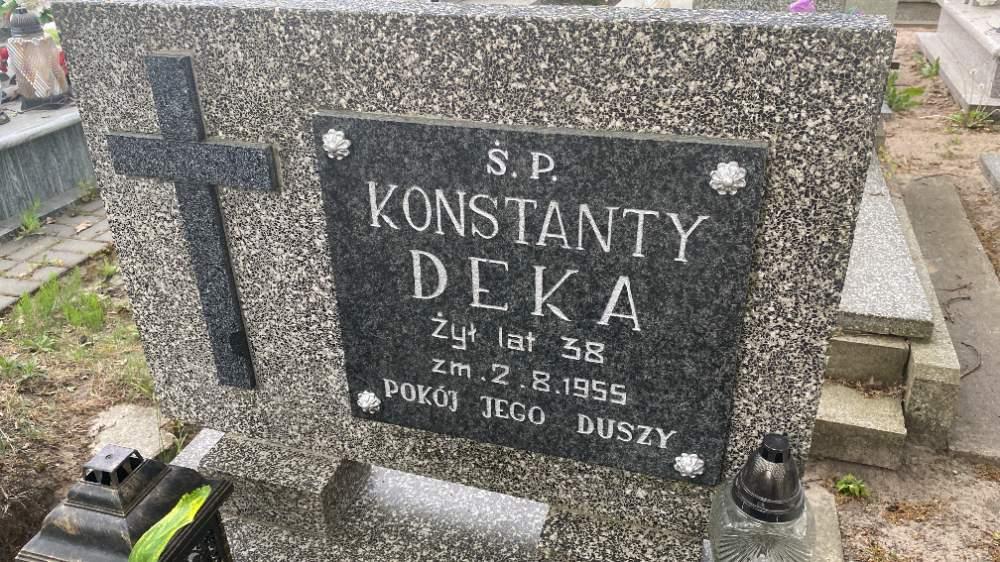 Ś.P.
KONSTANTY
DEKA
żył lat 38
zm. 2.8.1955
POKÓJ JEGO DUSZY